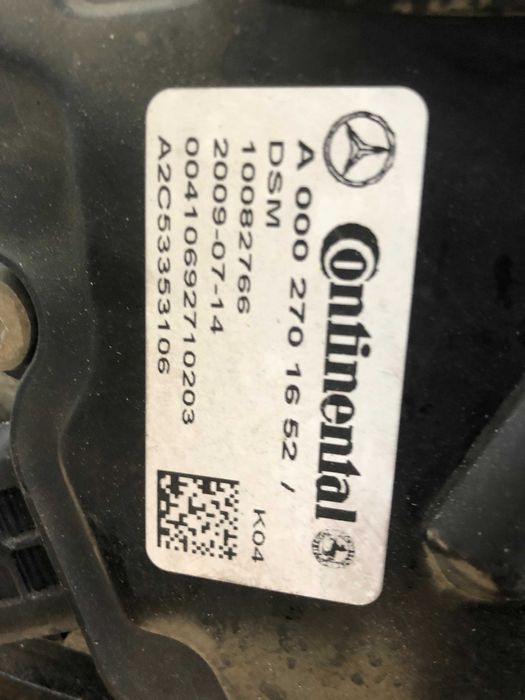 Continental
A 000 270 16 52 /
DSM
10082766
2009-07-14
00410692710203
A2C53353106
K04